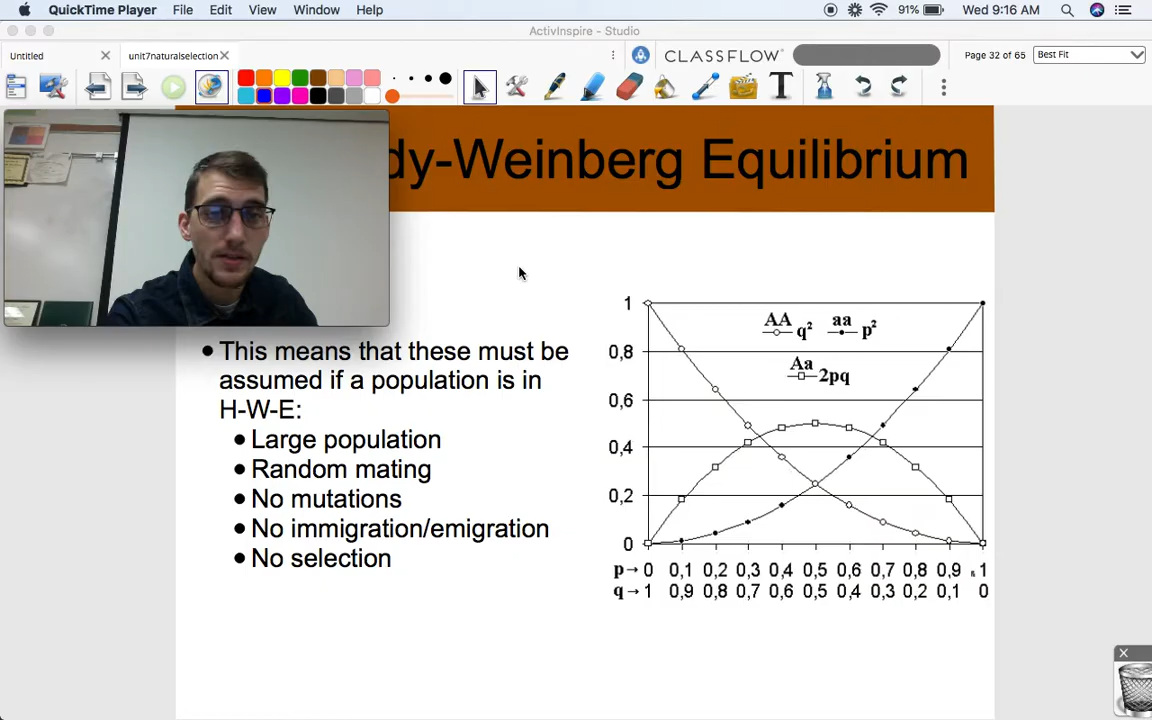 QuickTime Player File Edit View Window Help 91% Wed 9:16 AM
ActivInspire - Studio
Untitled unit7naturalselection CLASSFLOW Page 32 of 65 Best Fit
dy-Weinberg Equilibrium
• This means that these must be
assumed if a population is in
H-W-E:
• Large population
• Random mating
• No mutations
• No immigration/emigration
• No selection
1
AA q² aa p²
0,8
Aa 2pq
0,6
0,4
0,2
0
p→0 0,1 0,2 0,3 0,4 0,5 0,6 0,7 0,8 0,9 1
q→1 0,9 0,8 0,7 0,6 0,5 0,4 0,3 0,2 0,1 0